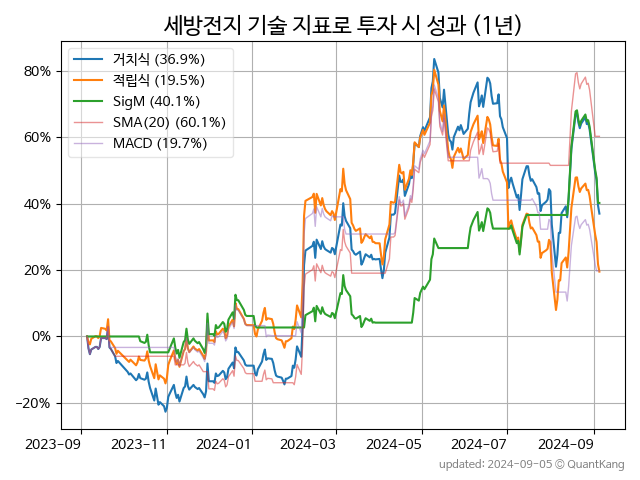 세방전지 기술 지표로 투자 시 성과 (1년)
거치식 (36.9%)
적립식 (19.5%)
SigM (40.1%)
SMA(20) (60.1%)
MACD (19.7%)
80%
60%
40%
20%
0%
−20%
2023-09 2023-11 2024-01 2024-03 2024-05 2024-07 2024-09
updated: 2024-09-05 © QuantKang